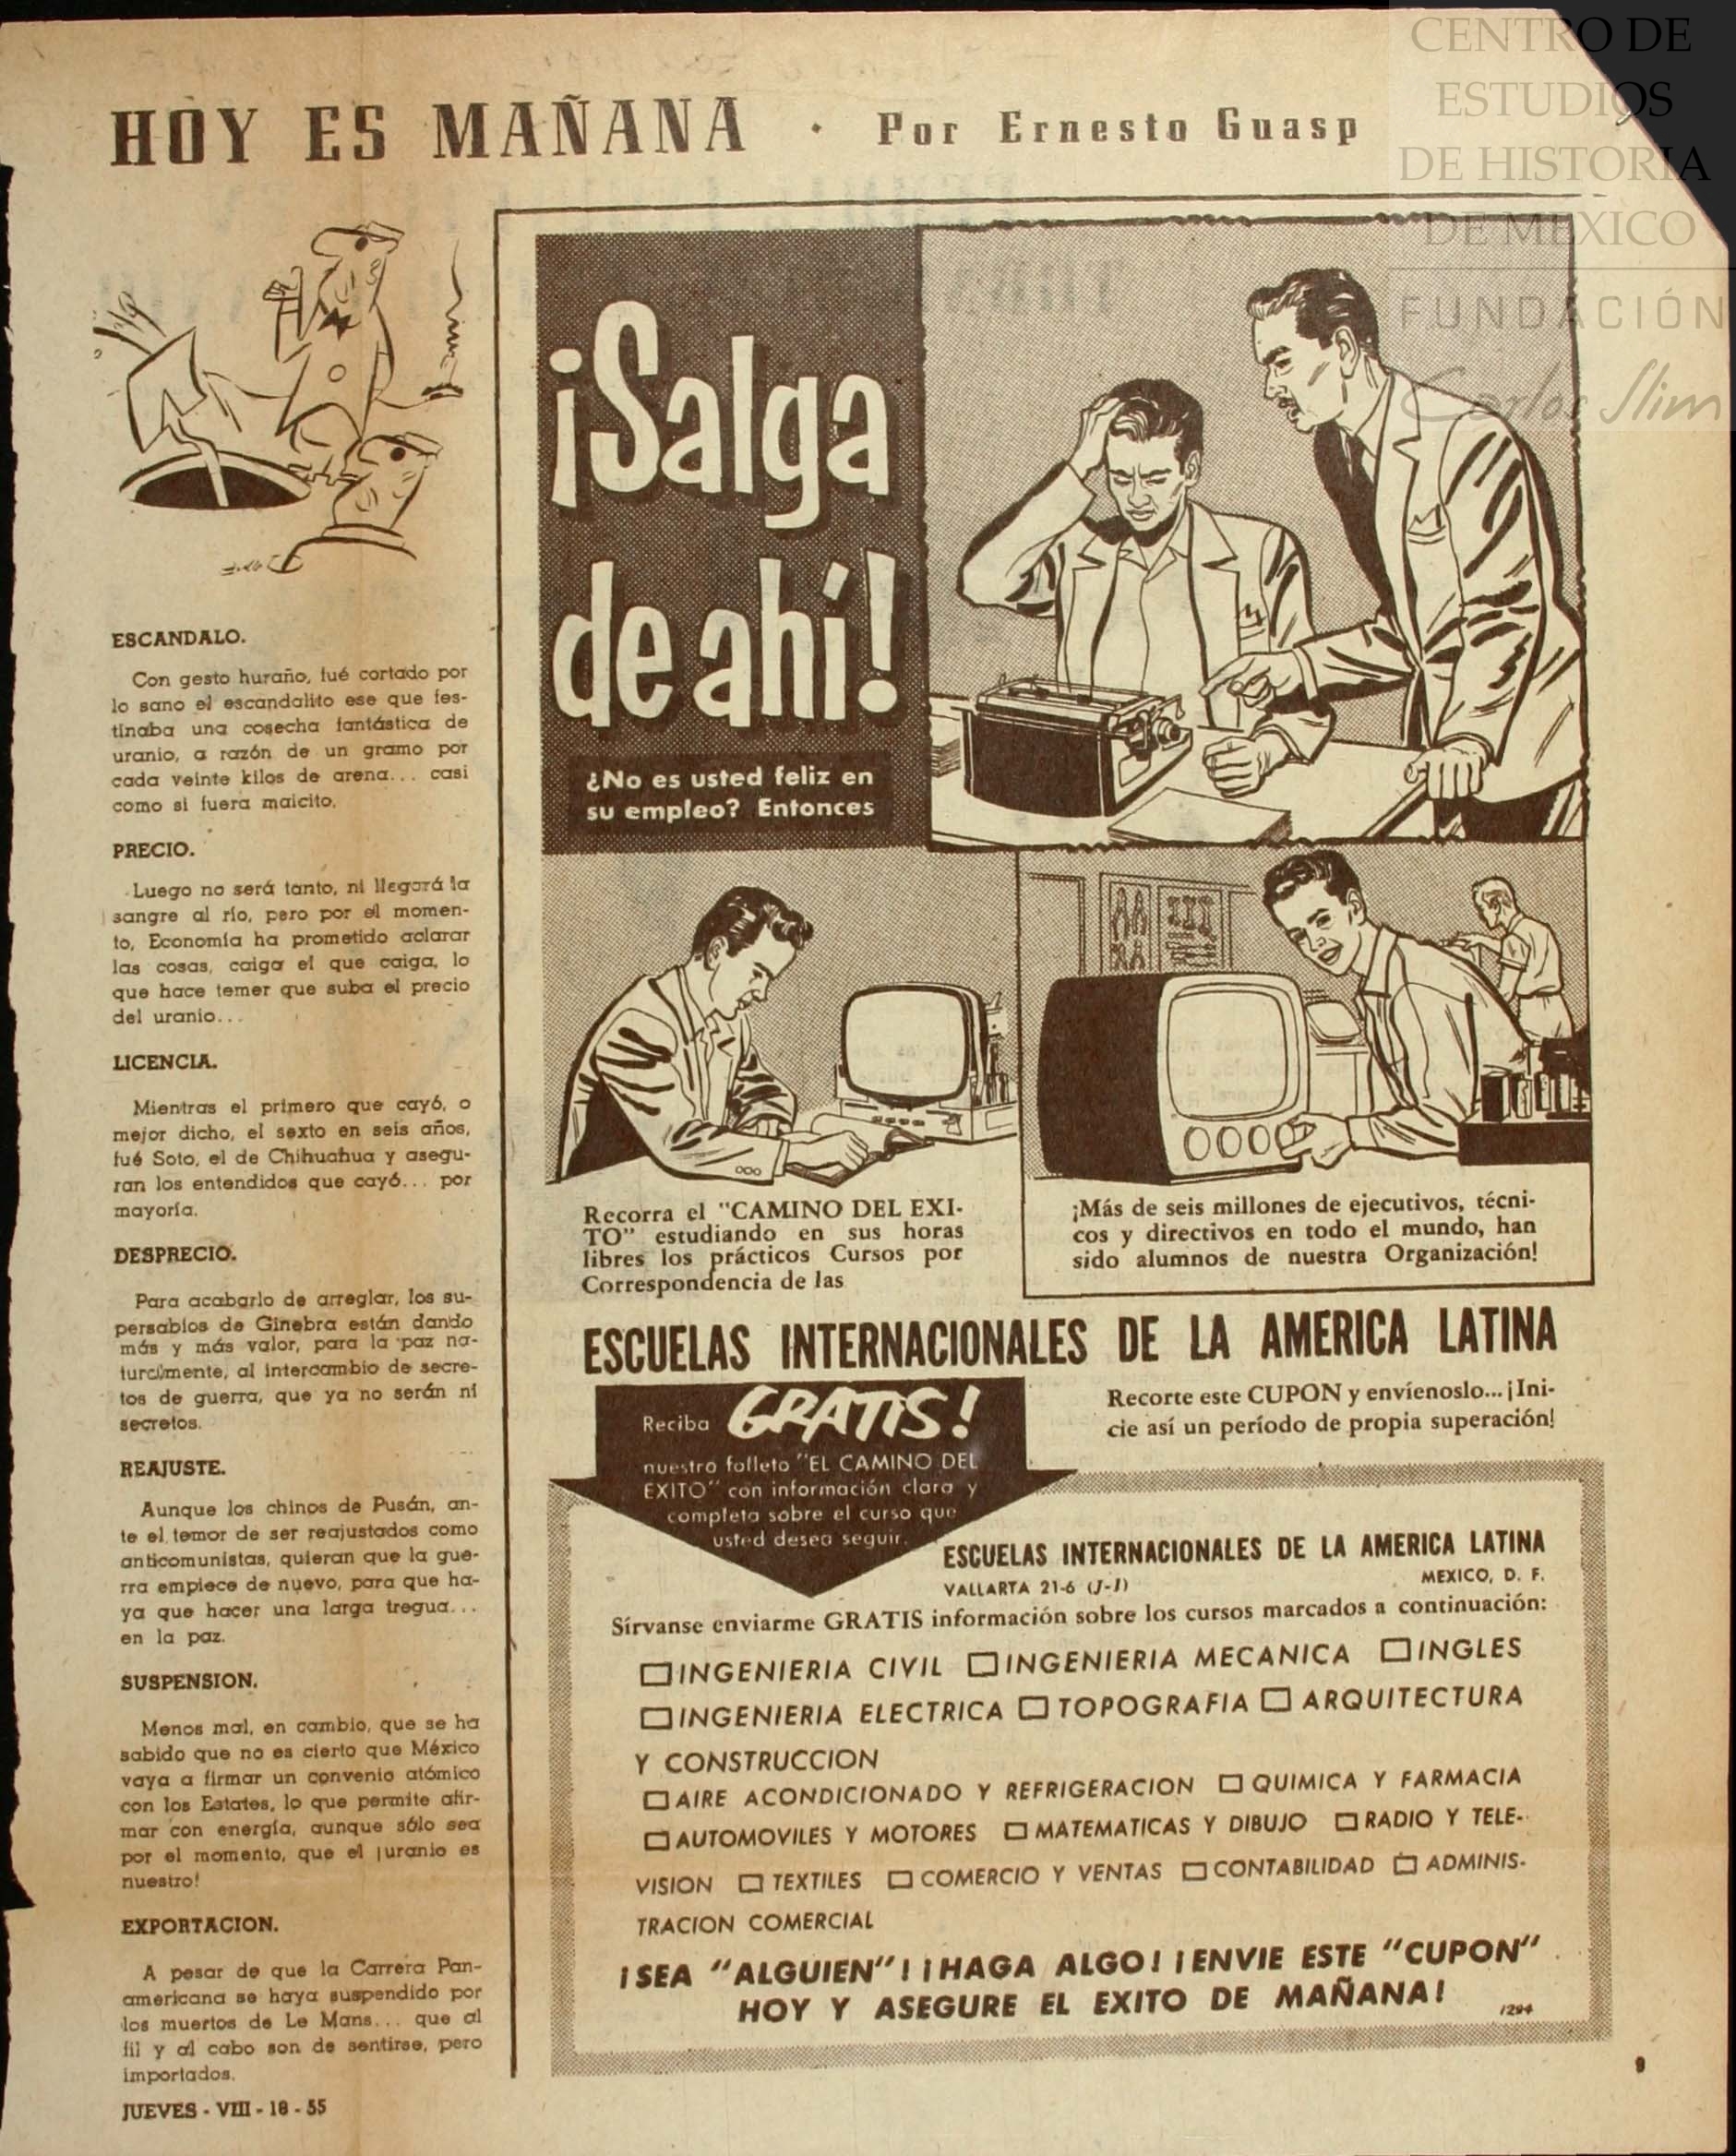 CENTRO DE
ESTUDIOS
DE HISTORIA
DE MÉXICO
FUNDACIÓN
Carlos Slim
HOY ES MAÑANA · Por Ernesto Guasp
ESCANDALO.
Con gesto huraño, fué cortado por
lo sano el escandalito ese que fes-
tinaba una cosecha fantástica de
uranio, a razón de un gramo por
cada veinte kilos de arena... casi
como si fuera maicito.
PRECIO.
Luego no será tanto, ni llegará la
sangre al río, pero por el momen-
to, Economía ha prometido aclarar
las cosas, caiga el que caiga, lo
que hace temer que suba el precio
del uranio...
LICENCIA.
Mientras el primero que cayó, o
mejor dicho, el sexto en seis años,
fué Soto, el de Chihuahua y asegu-
ran los entendidos que cayó... por
mayoría.
DESPRECIO.
Para acabarlo de arreglar, los su-
persabios de Ginebra están dando
más y más valor, para la paz na-
turalmente, al intercambio de secre-
tos de guerra, que ya no serán ni
secretos.
REAJUSTE.
Aunque los chinos de Pusán, an-
te el temor de ser reajustados como
anticomunistas, quieran que la gue-
rra empiece de nuevo, para que ha-
ya que hacer una larga tregua...
en la paz.
SUSPENSION.
Menos mal, en cambio, que se ha
sabido que no es cierto que México
vaya a firmar un convenio atómico
con los Estates, lo que permite afir-
mar con energía, aunque sólo sea
por el momento, que el ¡uranio es
nuestro!
EXPORTACION.
A pesar de que la Carrera Pan-
americana se haya suspendido por
los muertos de Le Mans... que al
fil y al cabo son de sentirse, pero
importados.
JUEVES - VIII - 18 - 55
¡Salga
de ahí!
¿No es usted feliz en
su empleo? Entonces
Recorra el "CAMINO DEL EXI-
TO" estudiando en sus horas
libres los prácticos Cursos por
Correspondencia de las
¡Más de seis millones de ejecutivos, técni-
cos y directivos en todo el mundo, han
sido alumnos de nuestra Organización!
ESCUELAS INTERNACIONALES DE LA AMERICA LATINA
Reciba GRATIS!
nuestro folleto "EL CAMINO DEL
EXITO" con información clara y
completa sobre el curso que
usted desea seguir.
Recorte este CUPON y envíenoslo... ¡Ini-
cie así un período de propia superación!
ESCUELAS INTERNACIONALES DE LA AMERICA LATINA
VALLARTA 21-6 (J-1) MEXICO, D. F.
Sírvanse enviarme GRATIS información sobre los cursos marcados a continuación:
☐ INGENIERIA CIVIL ☐ INGENIERIA MECANICA ☐ INGLES
☐ INGENIERIA ELECTRICA ☐ TOPOGRAFIA ☐ ARQUITECTURA
Y CONSTRUCCION
☐ AIRE ACONDICIONADO Y REFRIGERACION ☐ QUIMICA Y FARMACIA
☐ AUTOMOVILES Y MOTORES ☐ MATEMATICAS Y DIBUJO ☐ RADIO Y TELE-
VISION ☐ TEXTILES ☐ COMERCIO Y VENTAS ☐ CONTABILIDAD ☐ ADMINIS-
TRACION COMERCIAL
¡SEA "ALGUIEN"! ¡HAGA ALGO! ¡ENVIE ESTE "CUPON"
HOY Y ASEGURE EL EXITO DE MAÑANA!
1294
9